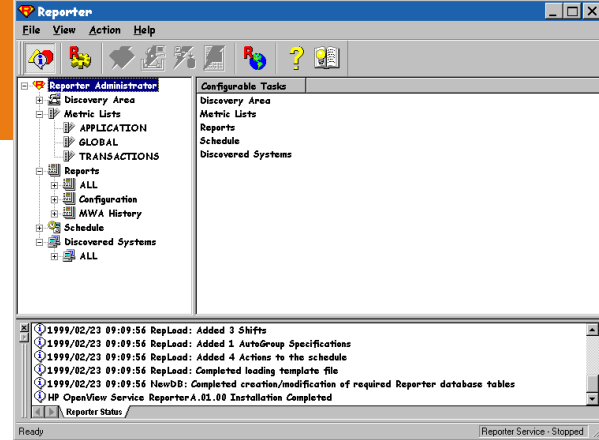 Reporter
File View Action Help
Reporter Administrator
Discovery Area
Metric Lists
APPLICATION
GLOBAL
TRANSACTIONS
Reports
ALL
Configuration
MWA History
Schedule
Discovered Systems
ALL
Configurable Tasks
Discovery Area
Metric Lists
Reports
Schedule
Discovered Systems
1999/02/23 09:09:56 RepLoad: Added 3 Shifts
1999/02/23 09:09:56 RepLoad: Added 1 AutoGroup Specifications
1999/02/23 09:09:56 RepLoad: Added 4 Actions to the schedule
1999/02/23 09:09:56 RepLoad: Completed loading template file
1999/02/23 09:09:56 NewDB: Completed creation/modification of required Reporter database tables
HP OpenView Service Reporter A.01.00 Installation Completed
Reporter Status
Ready
Reporter Service - Stopped